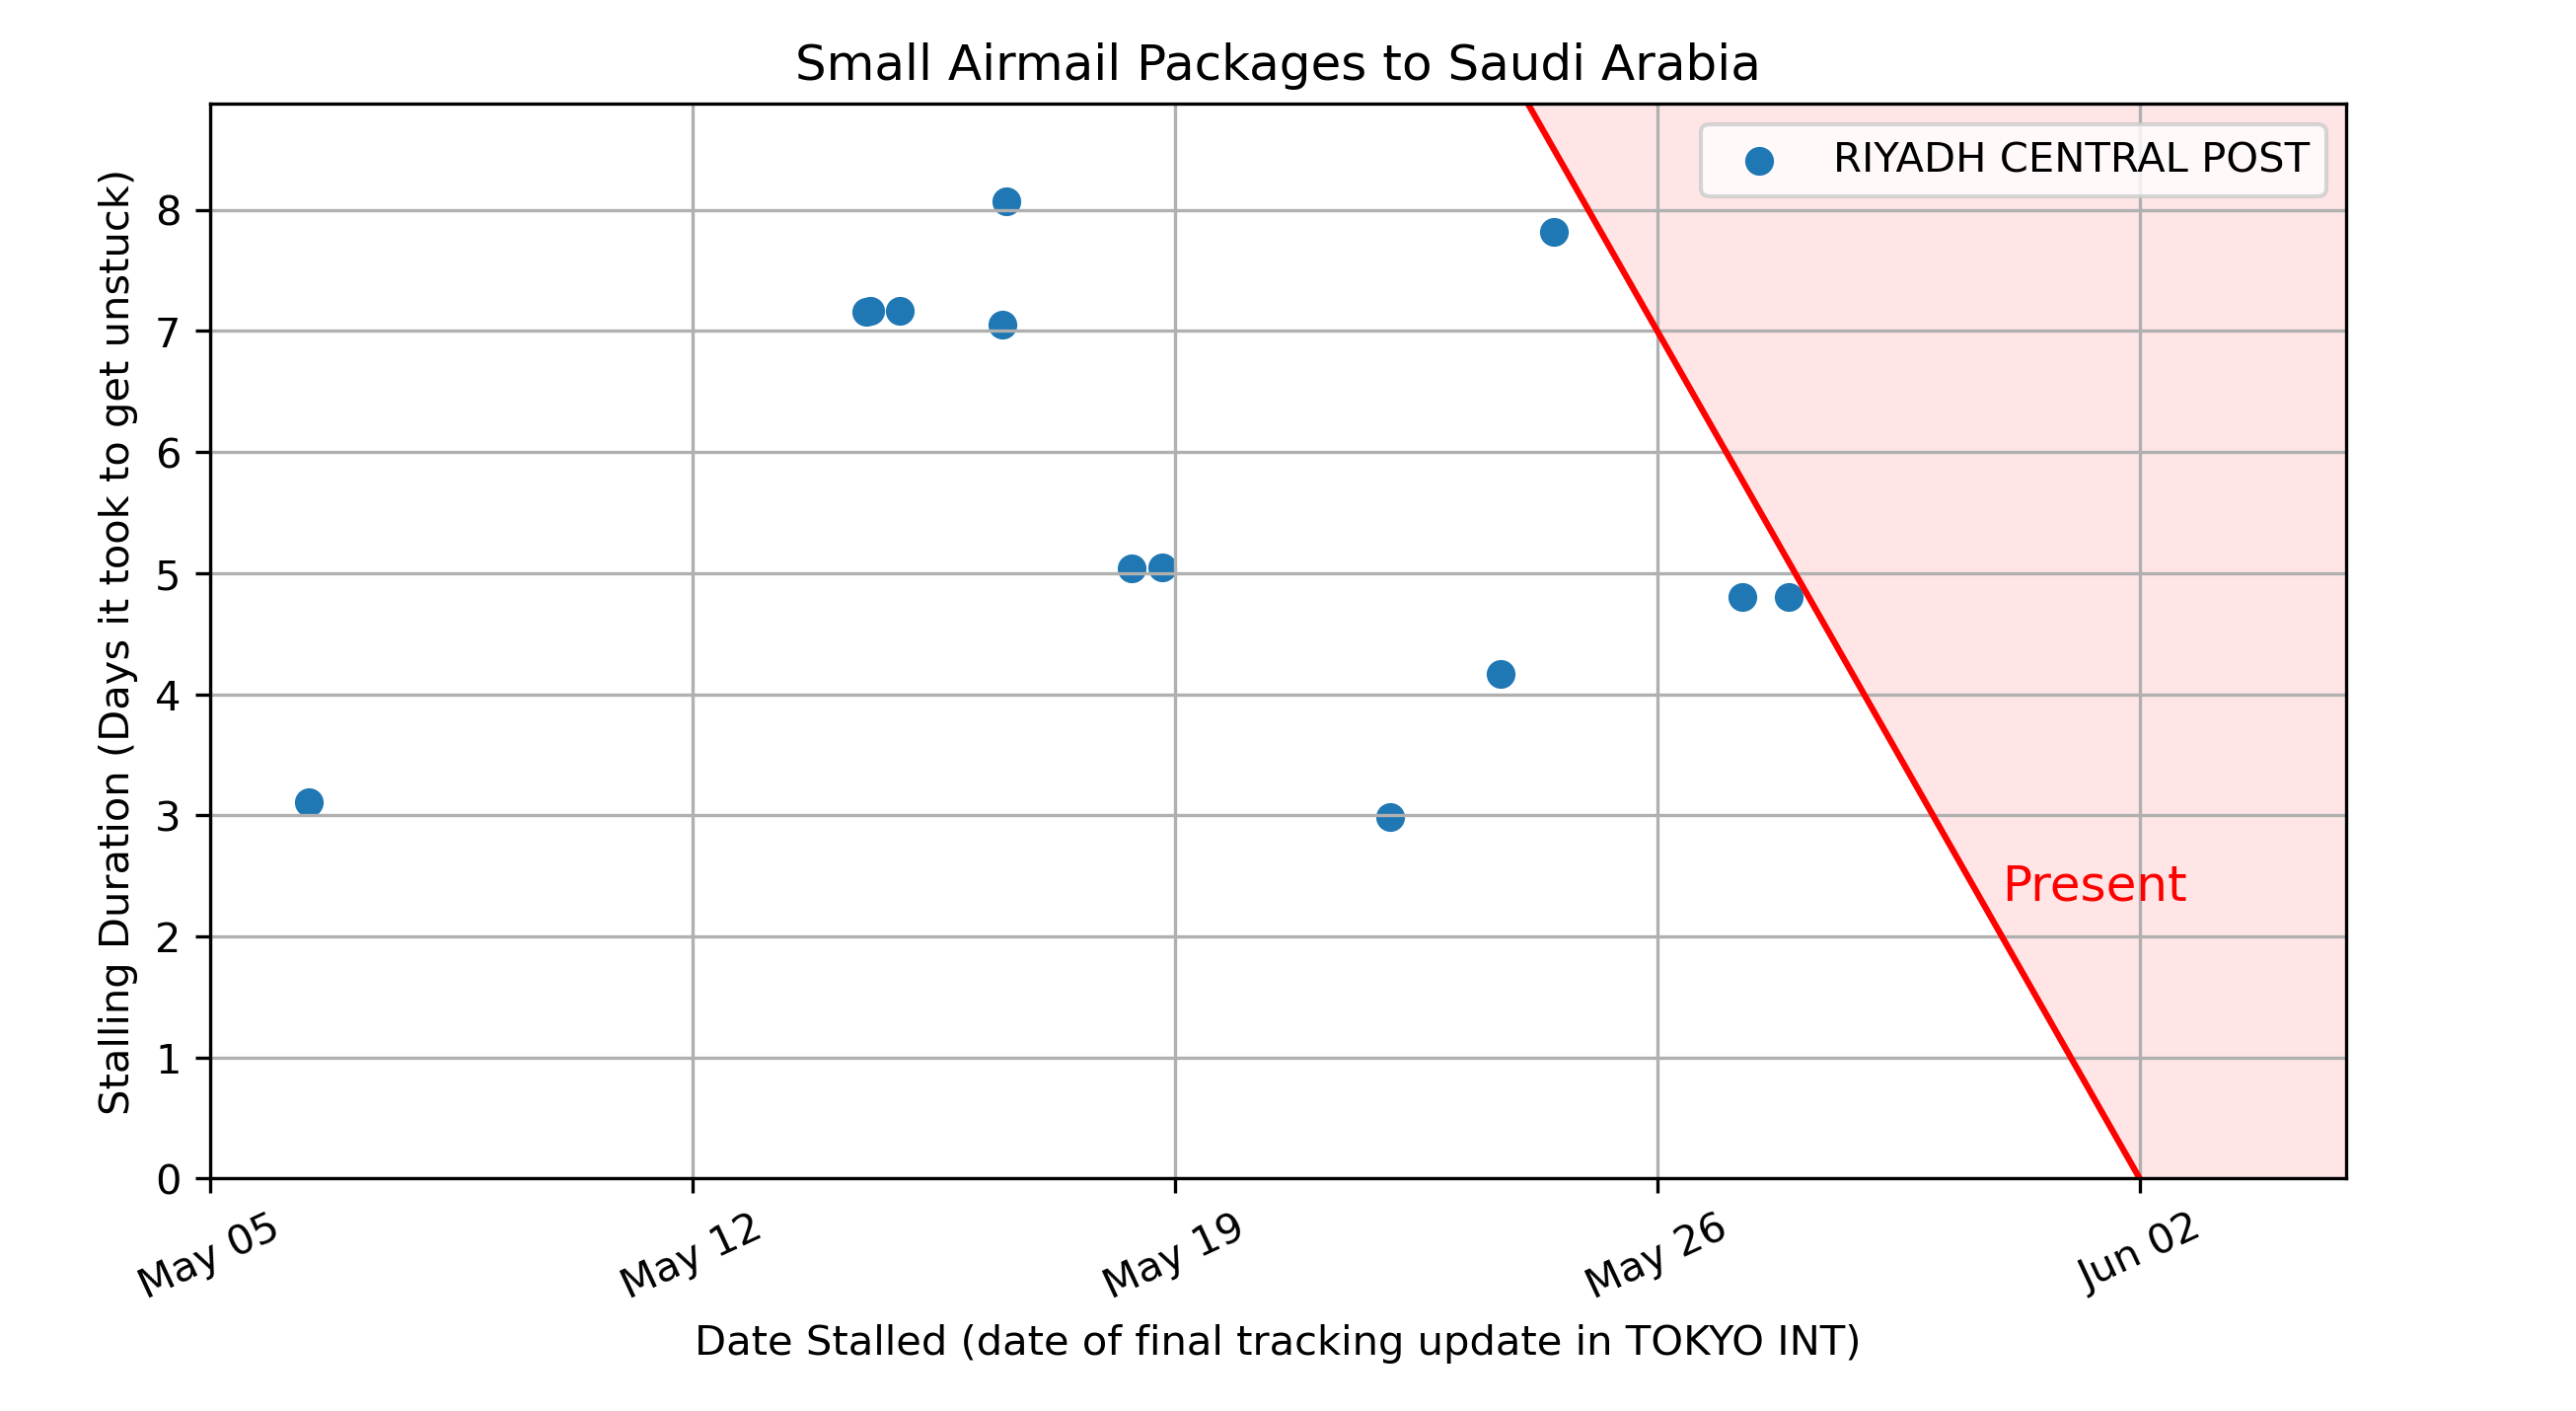 Small Airmail Packages to Saudi Arabia
RIYADH CENTRAL POST
Stalling Duration (Days it took to get unstuck)
8
7
6
5
4
3
2
1
0
Present
May 05
May 12
May 19
May 26
Jun 02
Date Stalled (date of final tracking update in TOKYO INT)